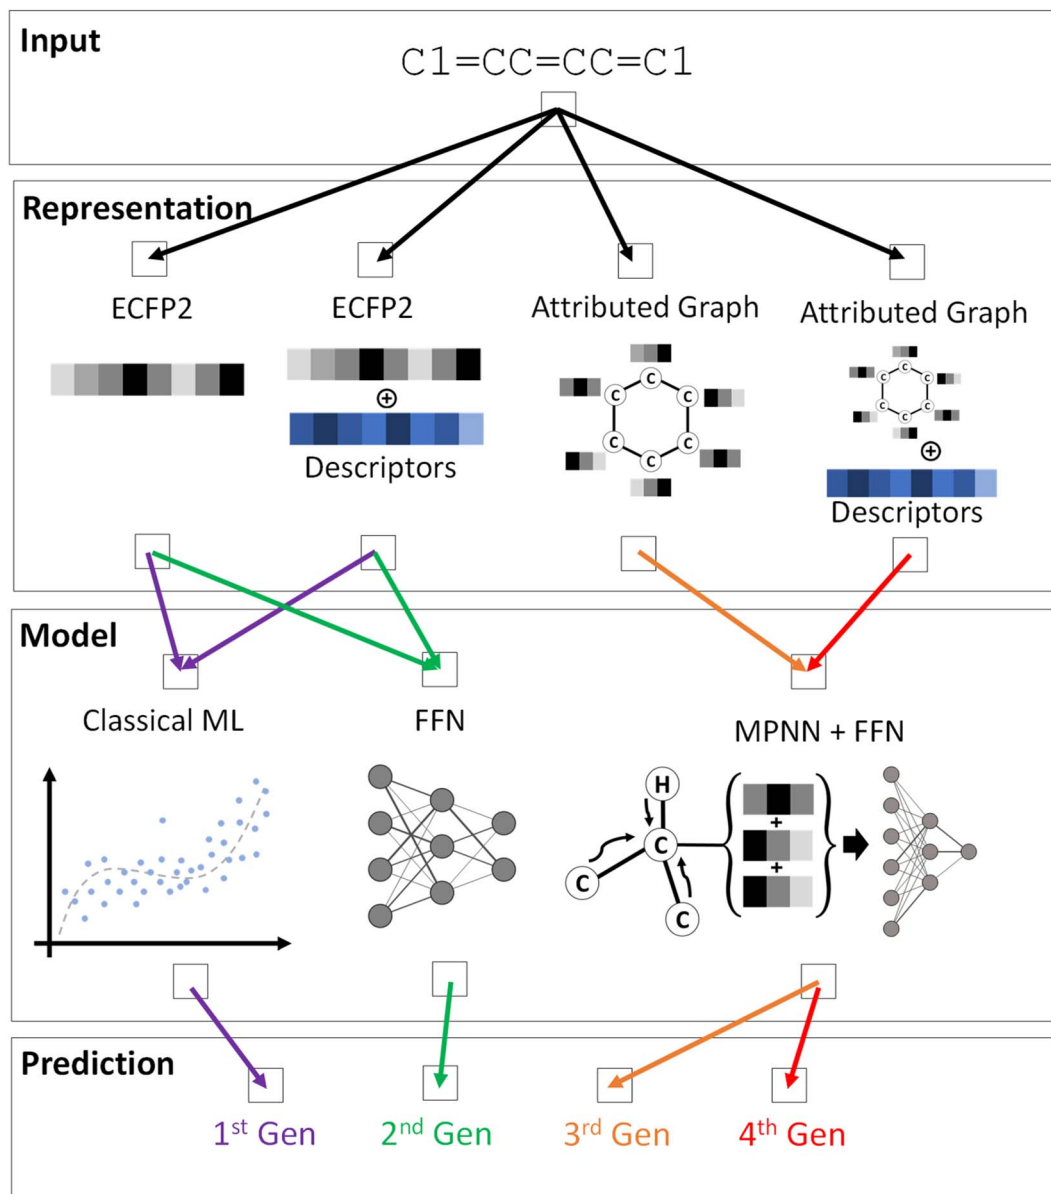 Input
C1=CC=CC=C1
Representation
ECFP2
ECFP2
Attributed Graph
Attributed Graph
C
C
C
C
C
C
C
C
C
C
C
C
⊕
⊕
Descriptors
Descriptors
Model
Classical ML
FFN
MPNN + FFN
H
C
C
C
+
+
Prediction
1st Gen
2nd Gen
3rd Gen
4th Gen